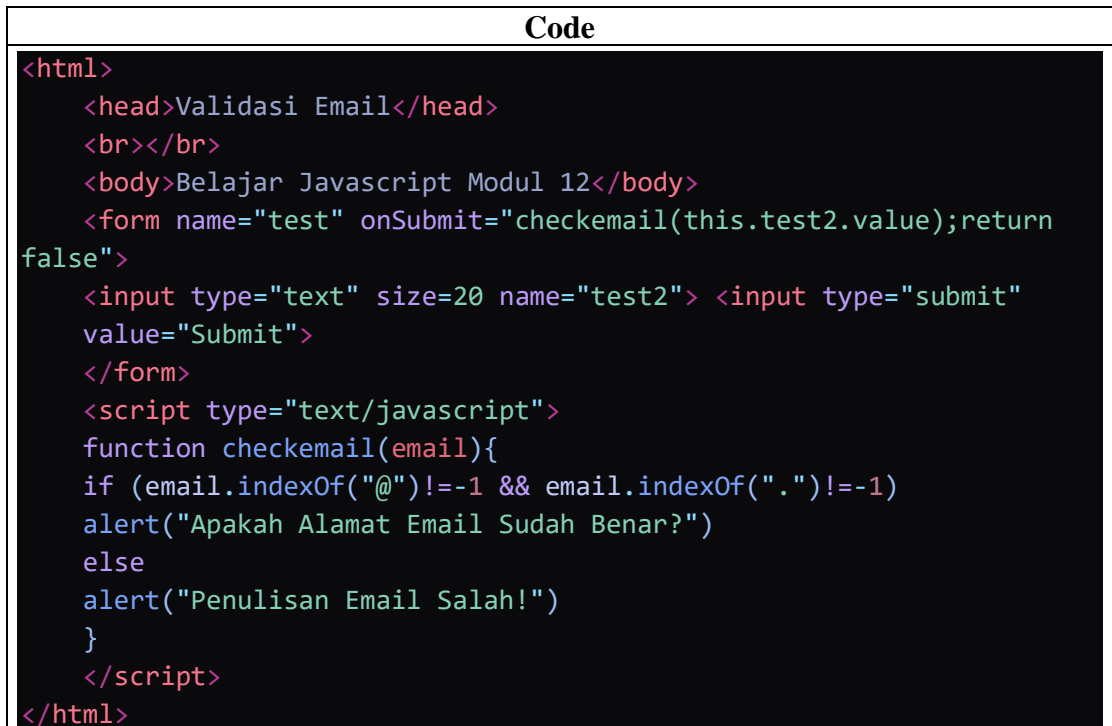 Code
<html>
<head>Validasi Email</head>
<br></br>
<body>Belajar Javascript Modul 12</body>
<form name="test" onSubmit="checkemail(this.test2.value);return
false">
<input type="text" size=20 name="test2"> <input type="submit"
value="Submit">
</form>
<script type="text/javascript">
function checkemail(email){
if (email.indexOf("@")!=-1 && email.indexOf(".")!=-1)
alert("Apakah Alamat Email Sudah Benar?")
else
alert("Penulisan Email Salah!")
}
</script>
</html>